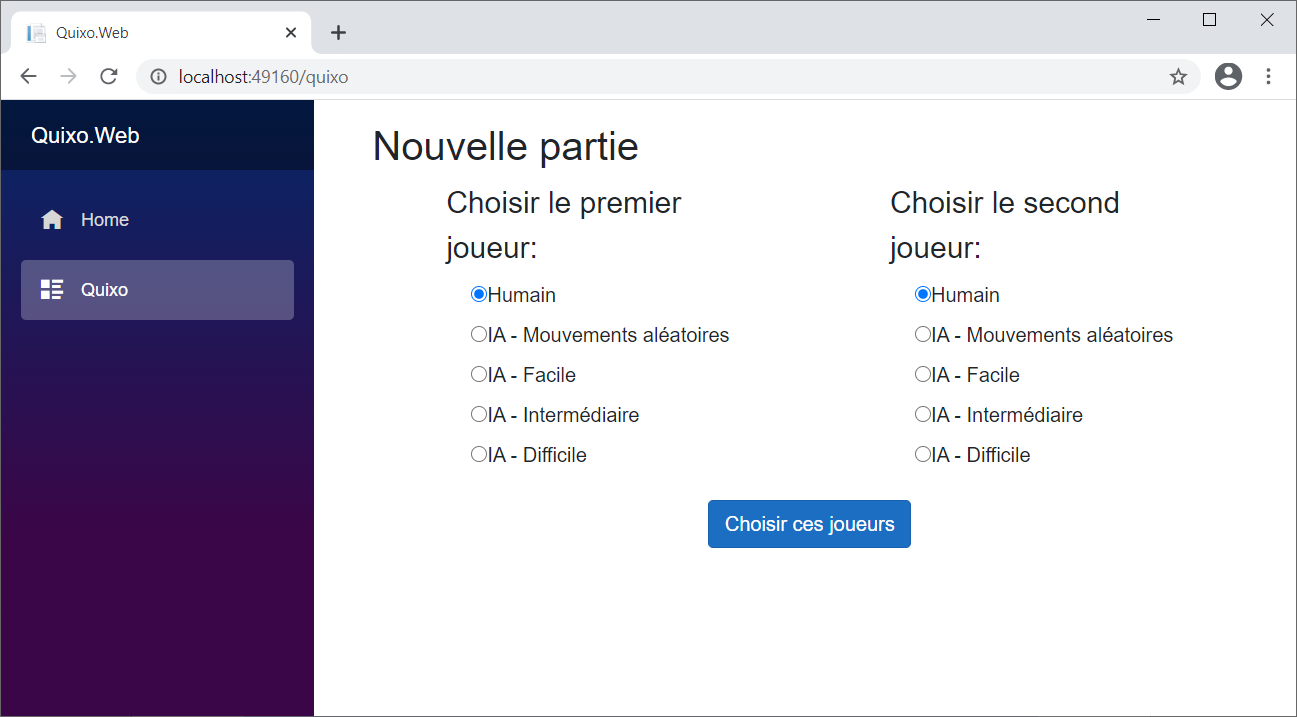 Quixo.Web
localhost:49160/quixo
Quixo.Web
Home
Quixo
Nouvelle partie
Choisir le premier
joueur:
Humain
IA - Mouvements aléatoires
IA - Facile
IA - Intermédiaire
IA - Difficile
Choisir le second
joueur:
Humain
IA - Mouvements aléatoires
IA - Facile
IA - Intermédiaire
IA - Difficile
Choisir ces joueurs